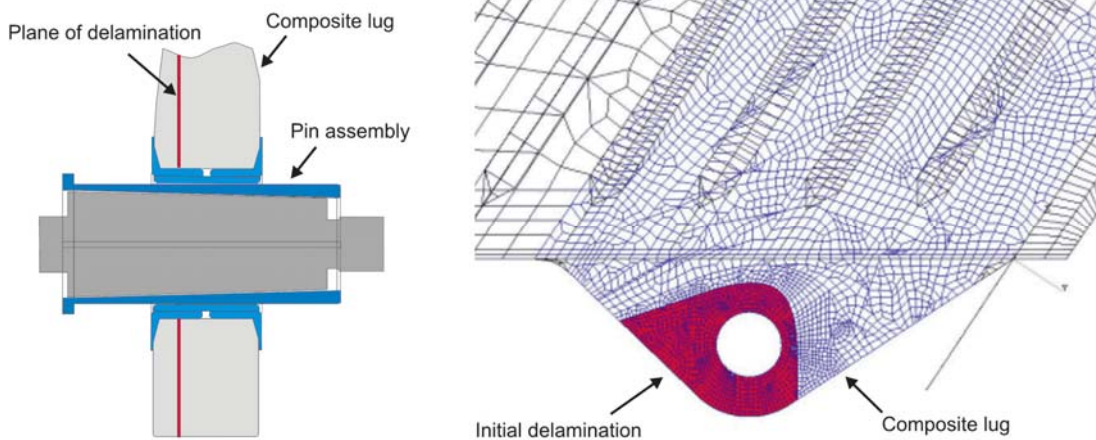 Composite lug
Plane of delamination
Pin assembly
Initial delamination
Composite lug